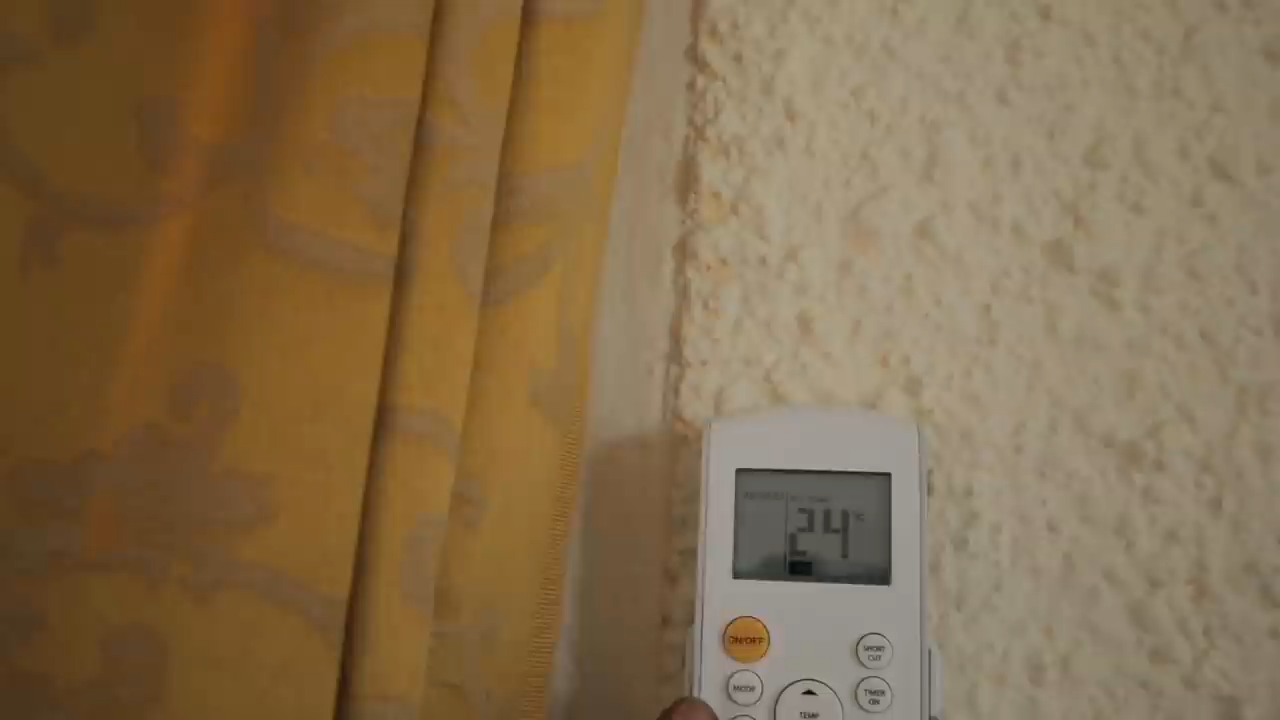 24
°C
ON/OFF
SHORT
CUT
MODE
TIMER
ON
TEMP